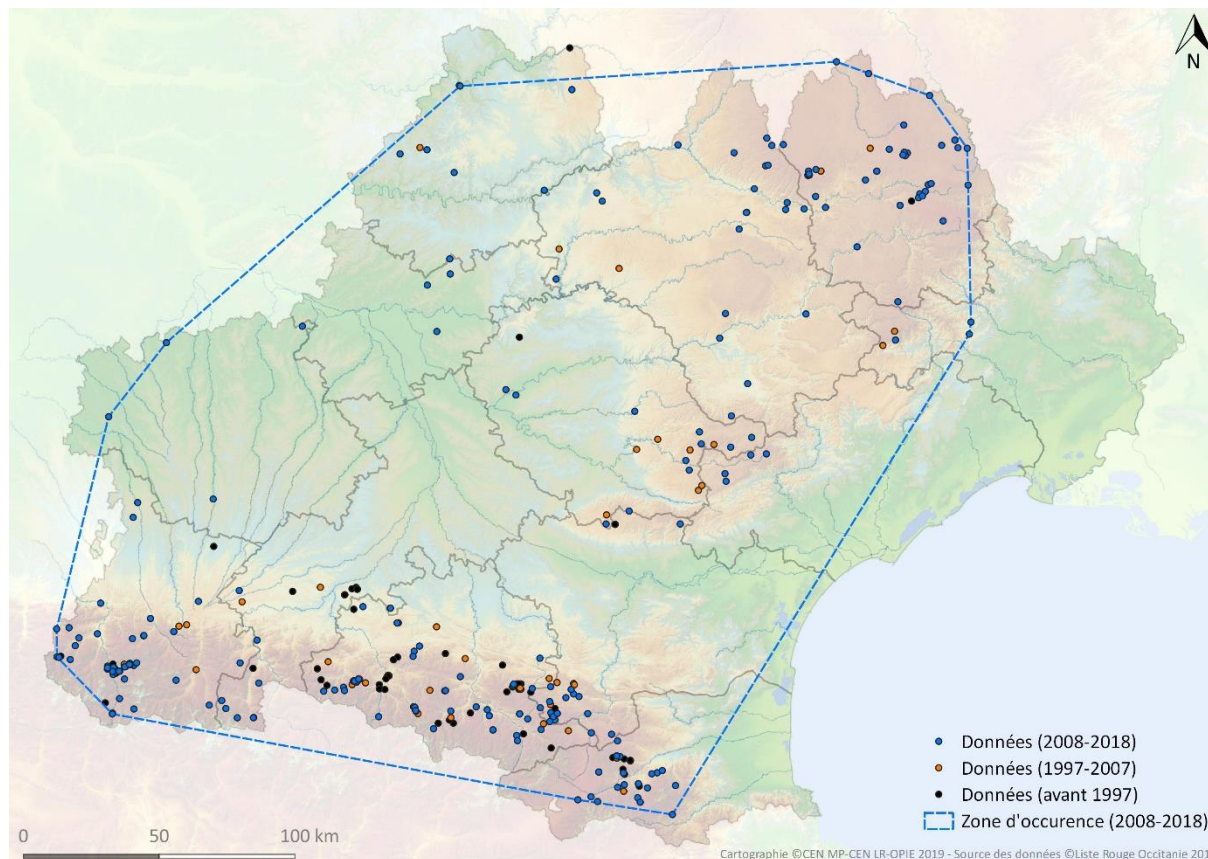 N
Données (2008-2018)
Données (1997-2007)
Données (avant 1997)
Zone d'occurence (2008-2018)
0 50 100 km
Cartographie ©CEN MP-CEN LR-OPIE 2019 - Source des données ©Liste Rouge Occitanie 201